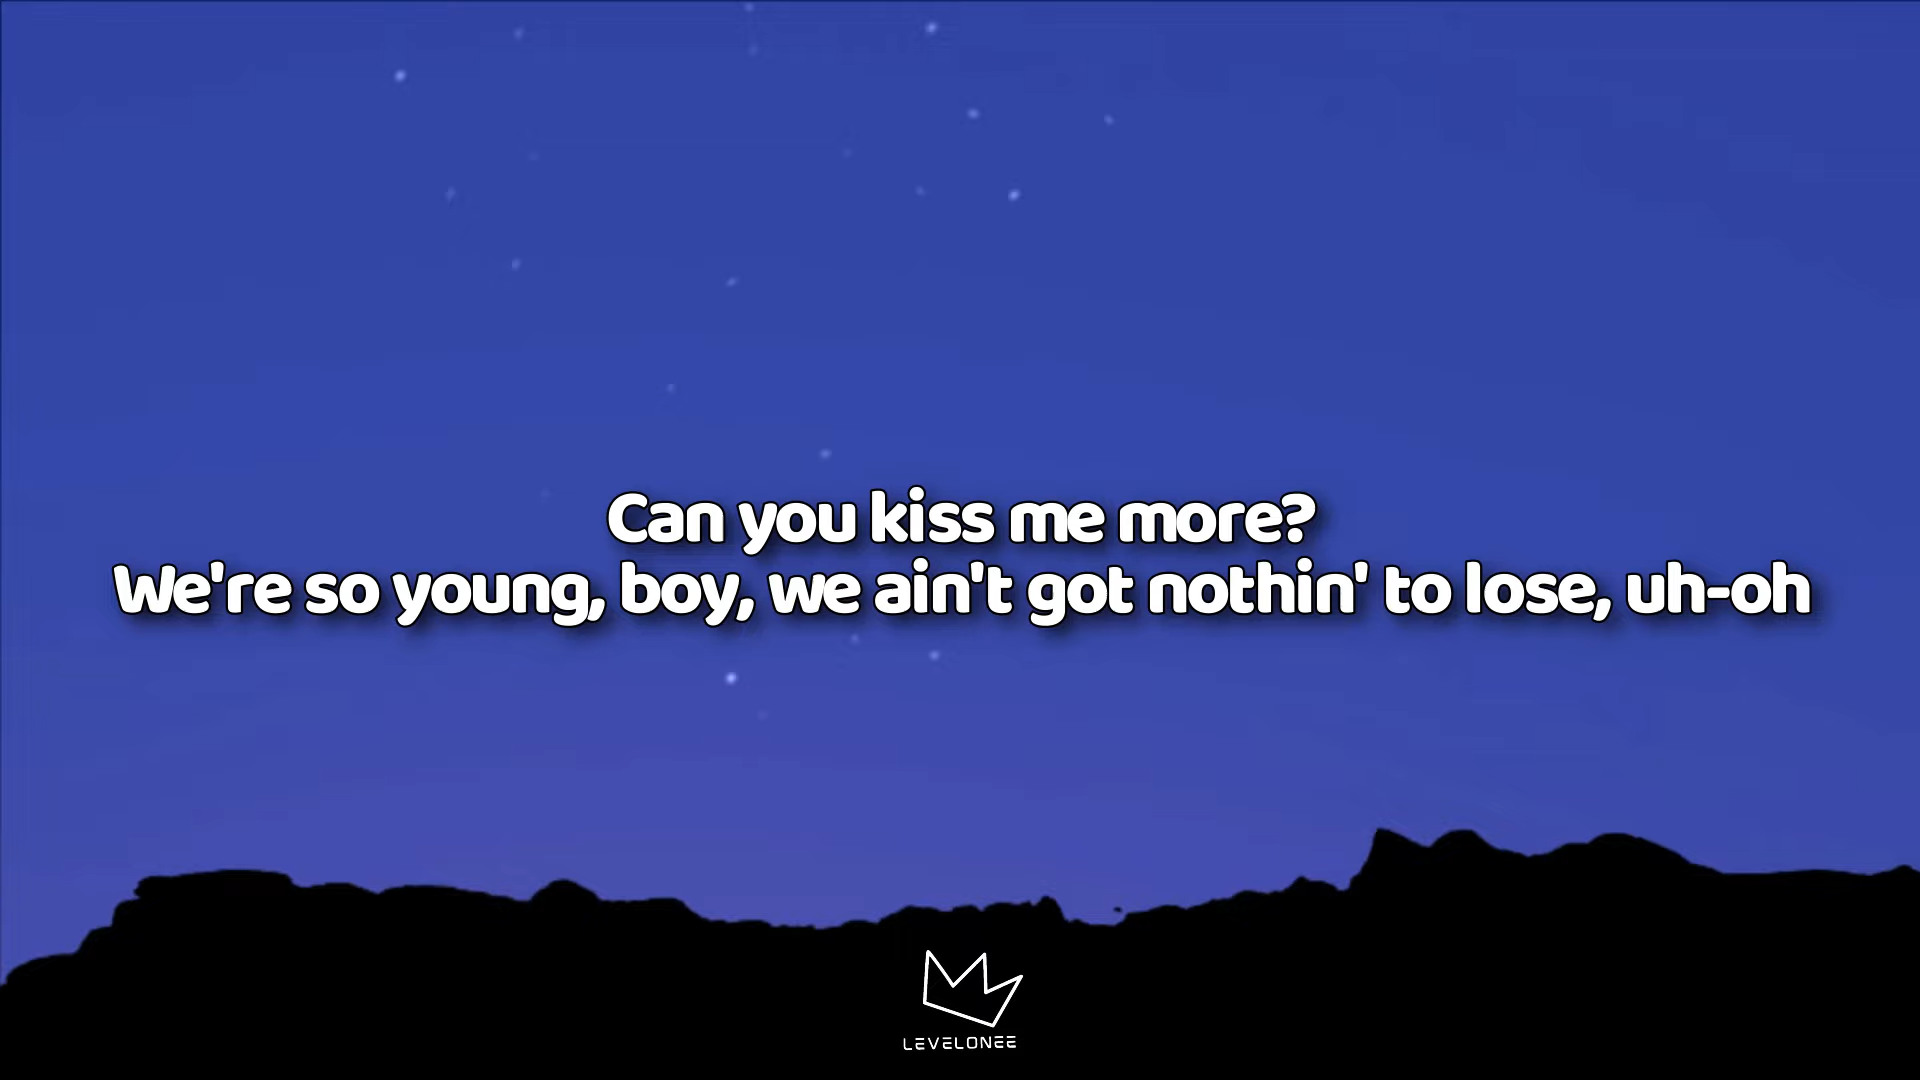 Can you kiss me more?
We're so young, boy, we ain't got nothin' to lose, uh-oh
LEVELONEE